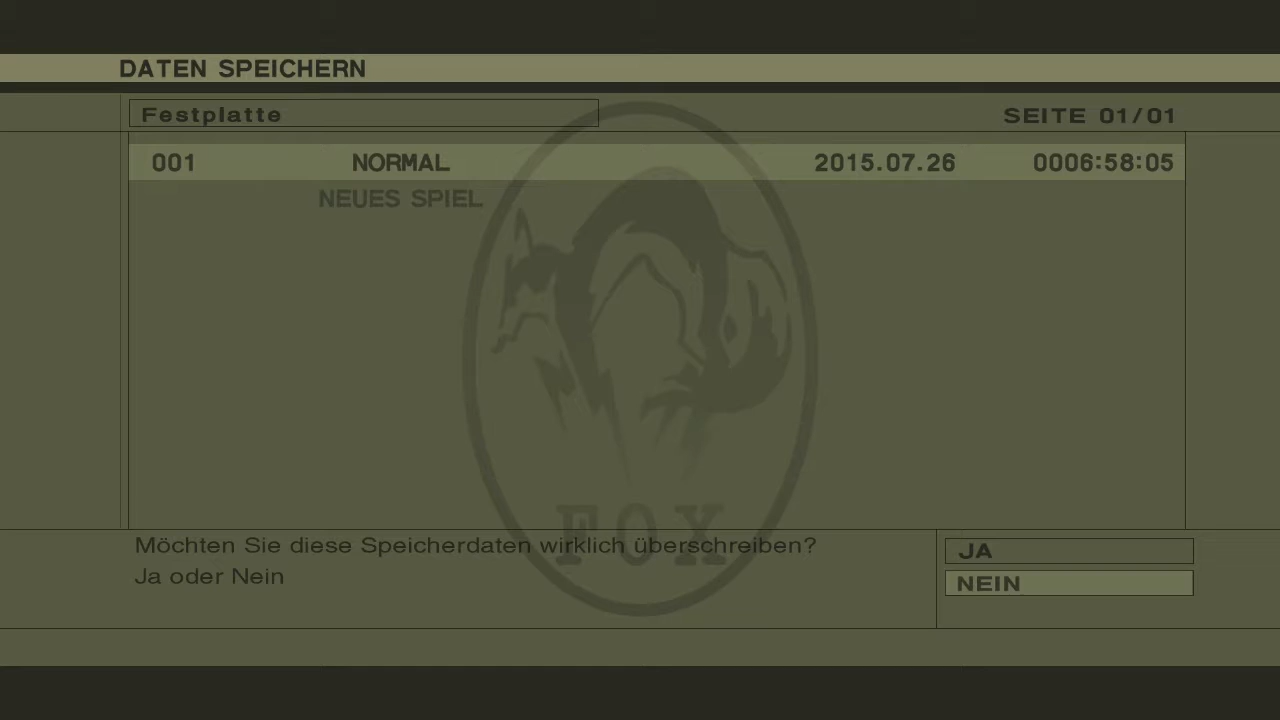 DATEN SPEICHERN
Festplatte SEITE 01/01
001 NORMAL 2015.07.26 0006:58:05
NEUES SPIEL
FOX
Möchten Sie diese Speicherdaten wirklich überschreiben?
Ja oder Nein
JA
NEIN